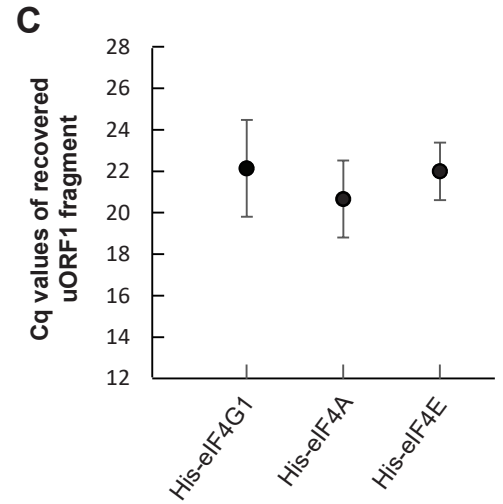 C
Cq values of recovered
uORF1 fragment
28
26
24
22
20
18
16
14
12
His-eIF4G1
His-eIF4A
His-eIF4E